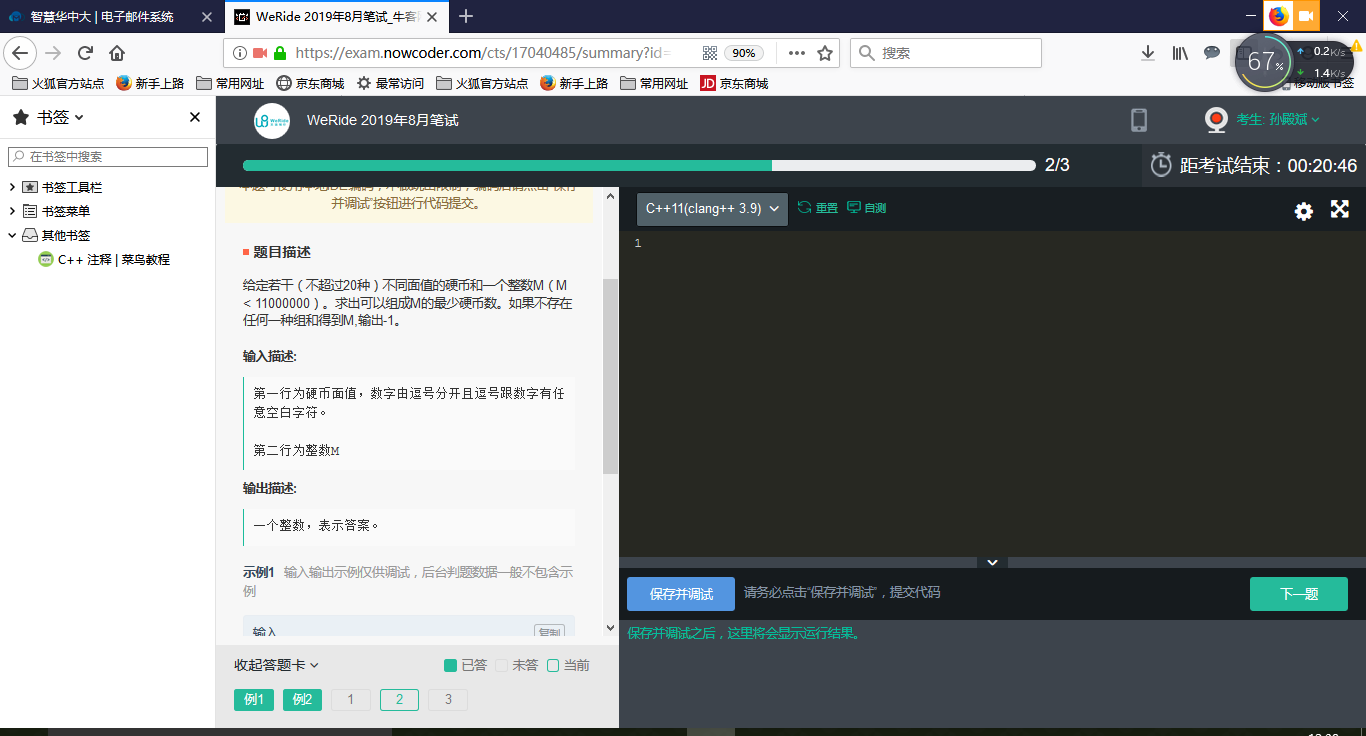 智慧华中大 | 电子邮件系统
WeRide 2019年8月笔试_牛客
https://exam.nowcoder.com/cts/17040485/summary?id=
90%
搜索
67%
0.2K/s
1.4K/s
火狐官方站点
新手上路
常用网址
京东商城
最常访问
火狐官方站点
新手上路
常用网址
JD 京东商城
移动版书签
书签
在书签中搜索
书签工具栏
书签菜单
其他书签
C++ 注释 | 菜鸟教程
WeRide
WeRide 2019年8月笔试
考生: 孙殿斌
2/3
距考试结束：00:20:46
并调试"按钮进行代码提交。
题目描述
给定若干（不超过20种）不同面值的硬币和一个整数M（M
< 11000000）。求出可以组成M的最少硬币数。如果不存在
任何一种组和得到M,输出-1。
输入描述:
第一行为硬币面值，数字由逗号分开且逗号跟数字有任
意空白字符。
第二行为整数M
输出描述:
一个整数，表示答案。
示例1 输入输出示例仅供调试，后台判题数据一般不包含示
例
输入
复制
收起答题卡
已答
未答
当前
例1
例2
1
2
3
C++11(clang++ 3.9)
重置
自测
1
保存并调试
请务必点击"保存并调试"，提交代码
下一题
保存并调试之后，这里将会显示运行结果。